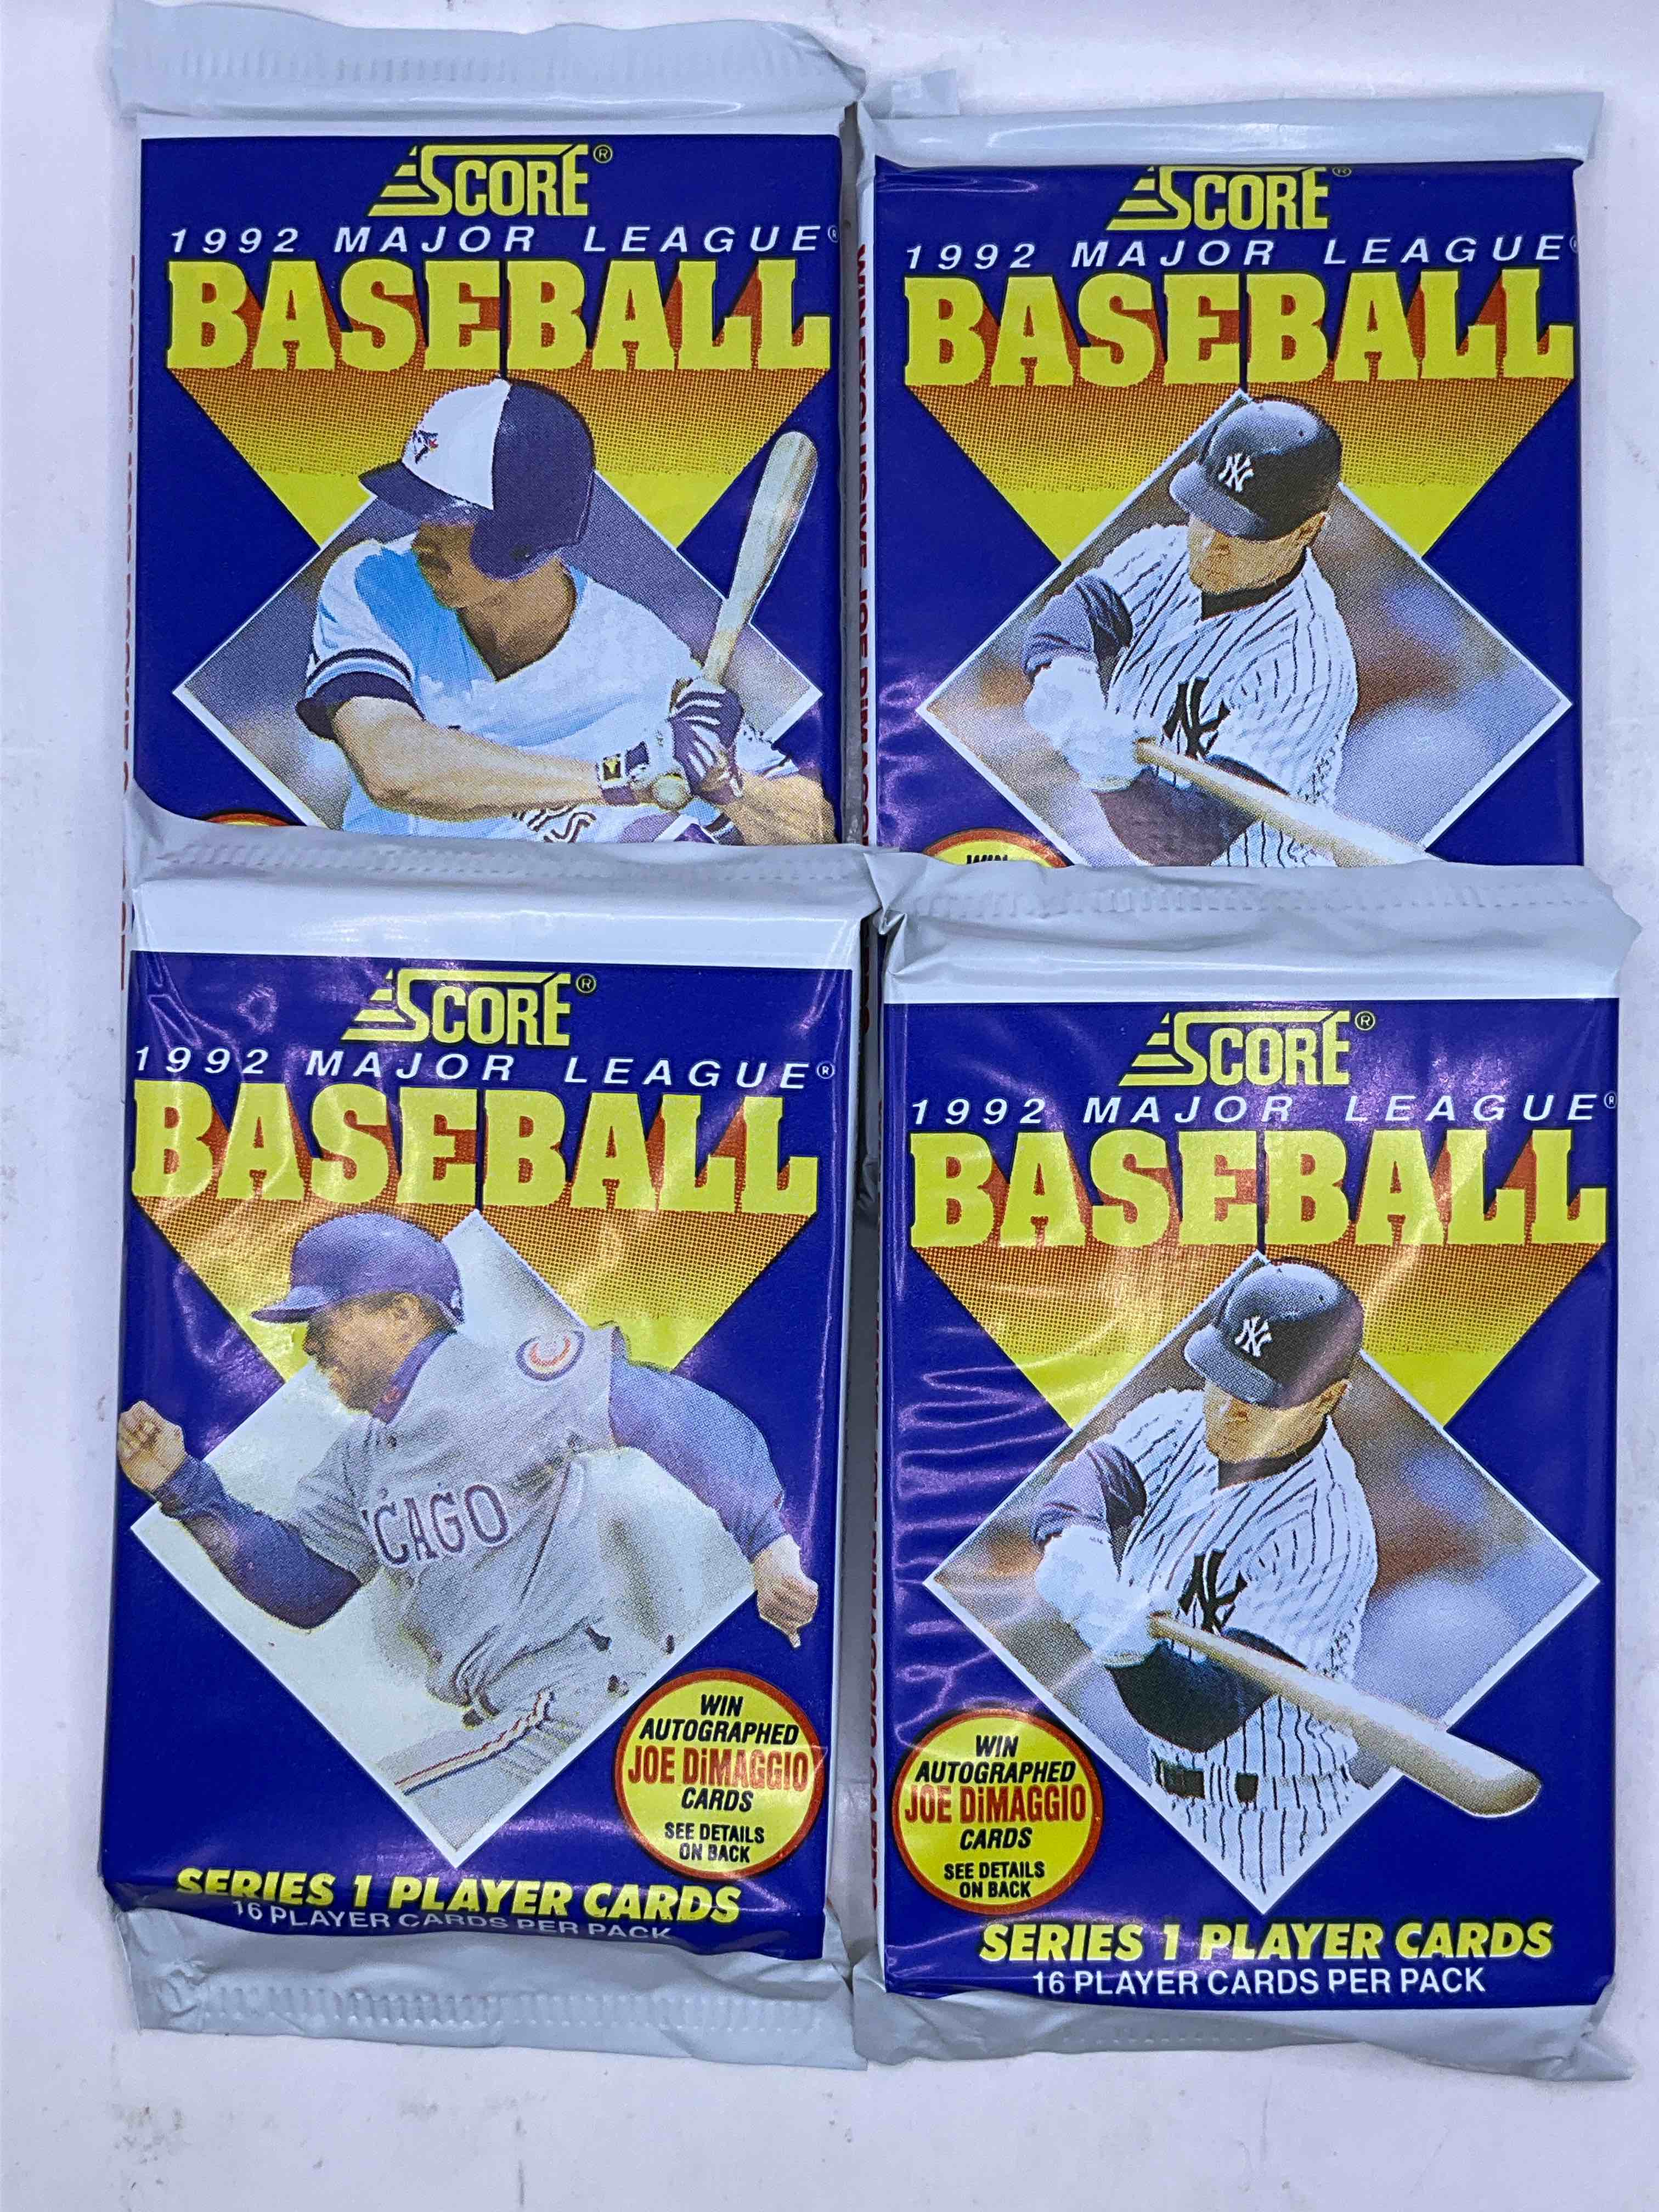 SCORE®
1992 MAJOR LEAGUE®
BASEBALL
SCORE®
1992 MAJOR LEAGUE®
BASEBALL
WIN
SCORE®
1992 MAJOR LEAGUE®
BASEBALL
CAGO
WIN
AUTOGRAPHED
JOE DiMAGGIO
CARDS
SEE DETAILS
ON BACK
SERIES 1 PLAYER CARDS
16 PLAYER CARDS PER PACK
SCORE®
1992 MAJOR LEAGUE®
BASEBALL
NY
NY
WIN
AUTOGRAPHED
JOE DiMAGGIO
CARDS
SEE DETAILS
ON BACK
SERIES 1 PLAYER CARDS
16 PLAYER CARDS PER PACK